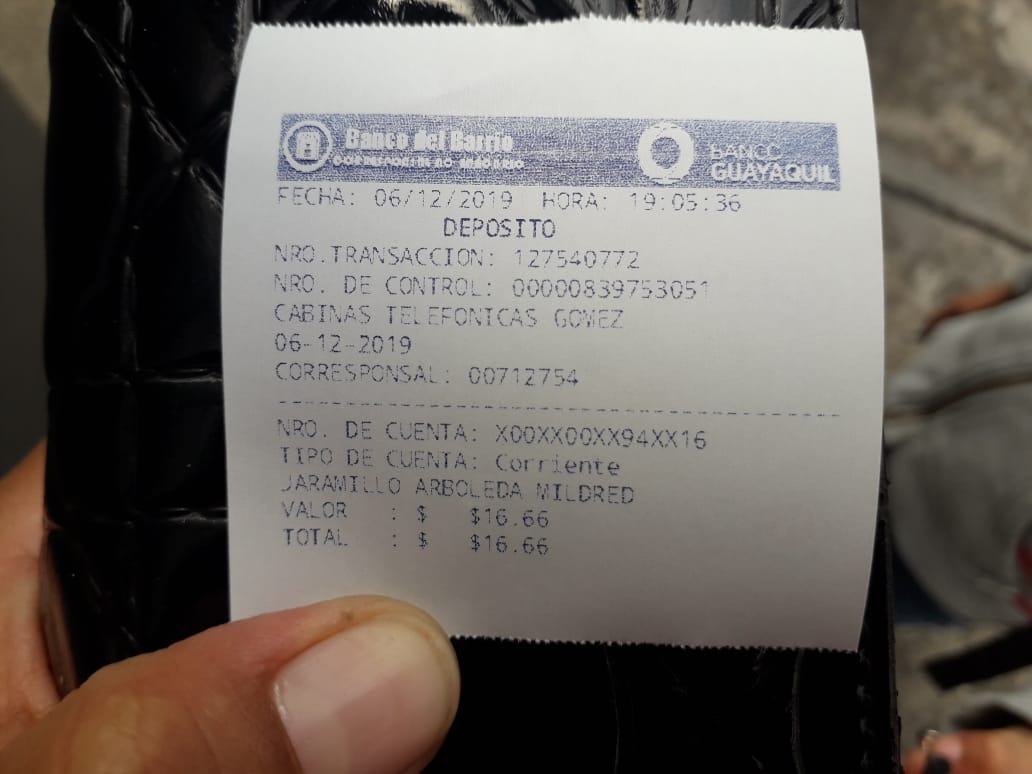 Banco del Barrio
CORRESPONSAL BANCARIO
BANCO
GUAYAQUIL
FECHA: 06/12/2019 HORA: 19:05:36
DEPOSITO
NRO.TRANSACCION: 127540772
NRO. DE CONTROL: 00000839753051
CABINAS TELEFONICAS GOMEZ
06-12-2019
CORRESPONSAL: 00712754
NRO. DE CUENTA: X00XX00XX94XX16
TIPO DE CUENTA: Corriente
JARAMILLO ARBOLEDA MILDRED
VALOR : $ $16.66
TOTAL : $ $16.66